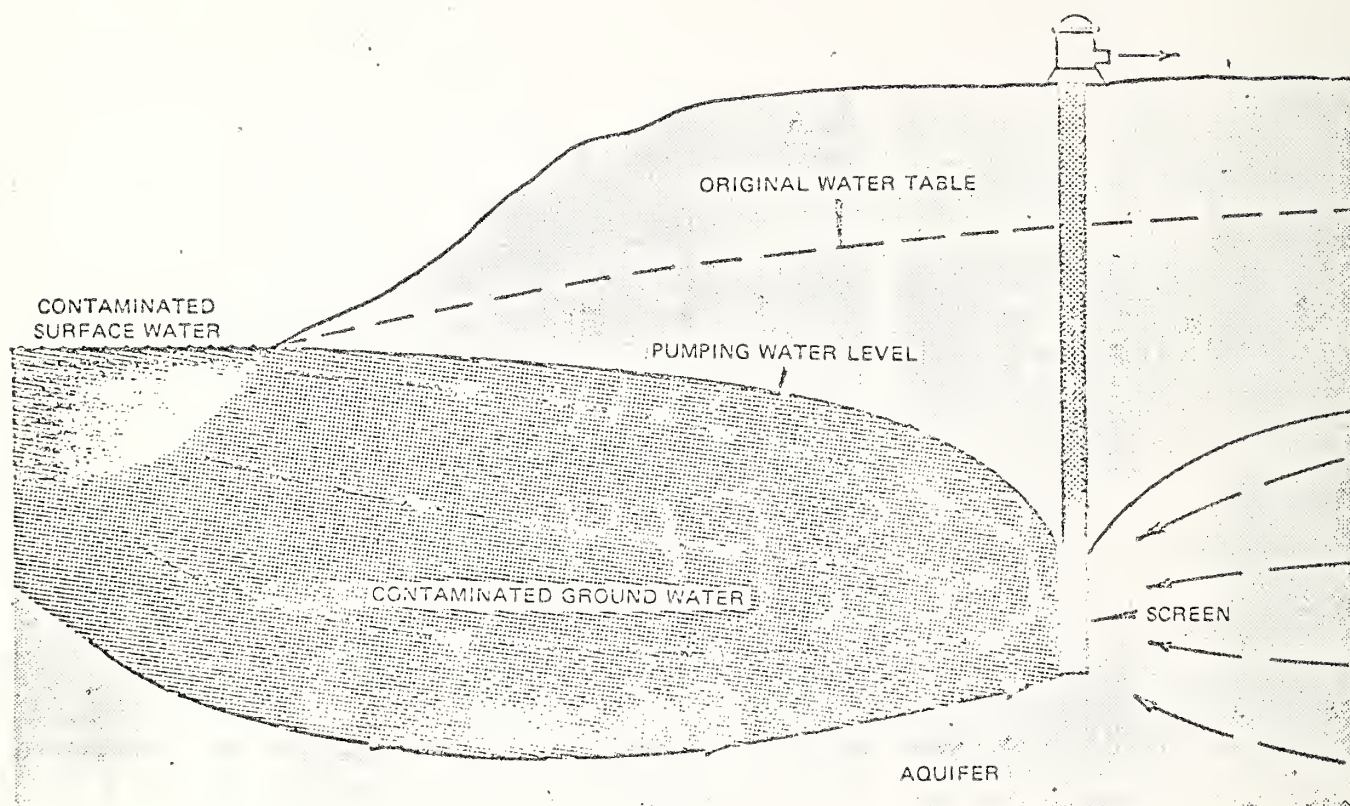 ORIGINAL WATER TABLE
CONTAMINATED
SURFACE WATER
PUMPING WATER LEVEL
CONTAMINATED GROUND WATER
SCREEN
AQUIFER